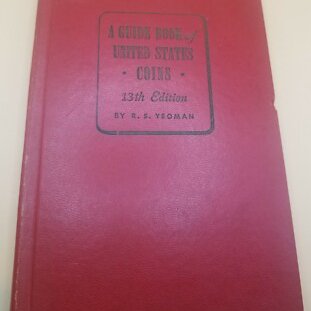 A GUIDE BOOK of
UNITED STATES
• COINS •
13th Edition
BY R. S. YEOMAN